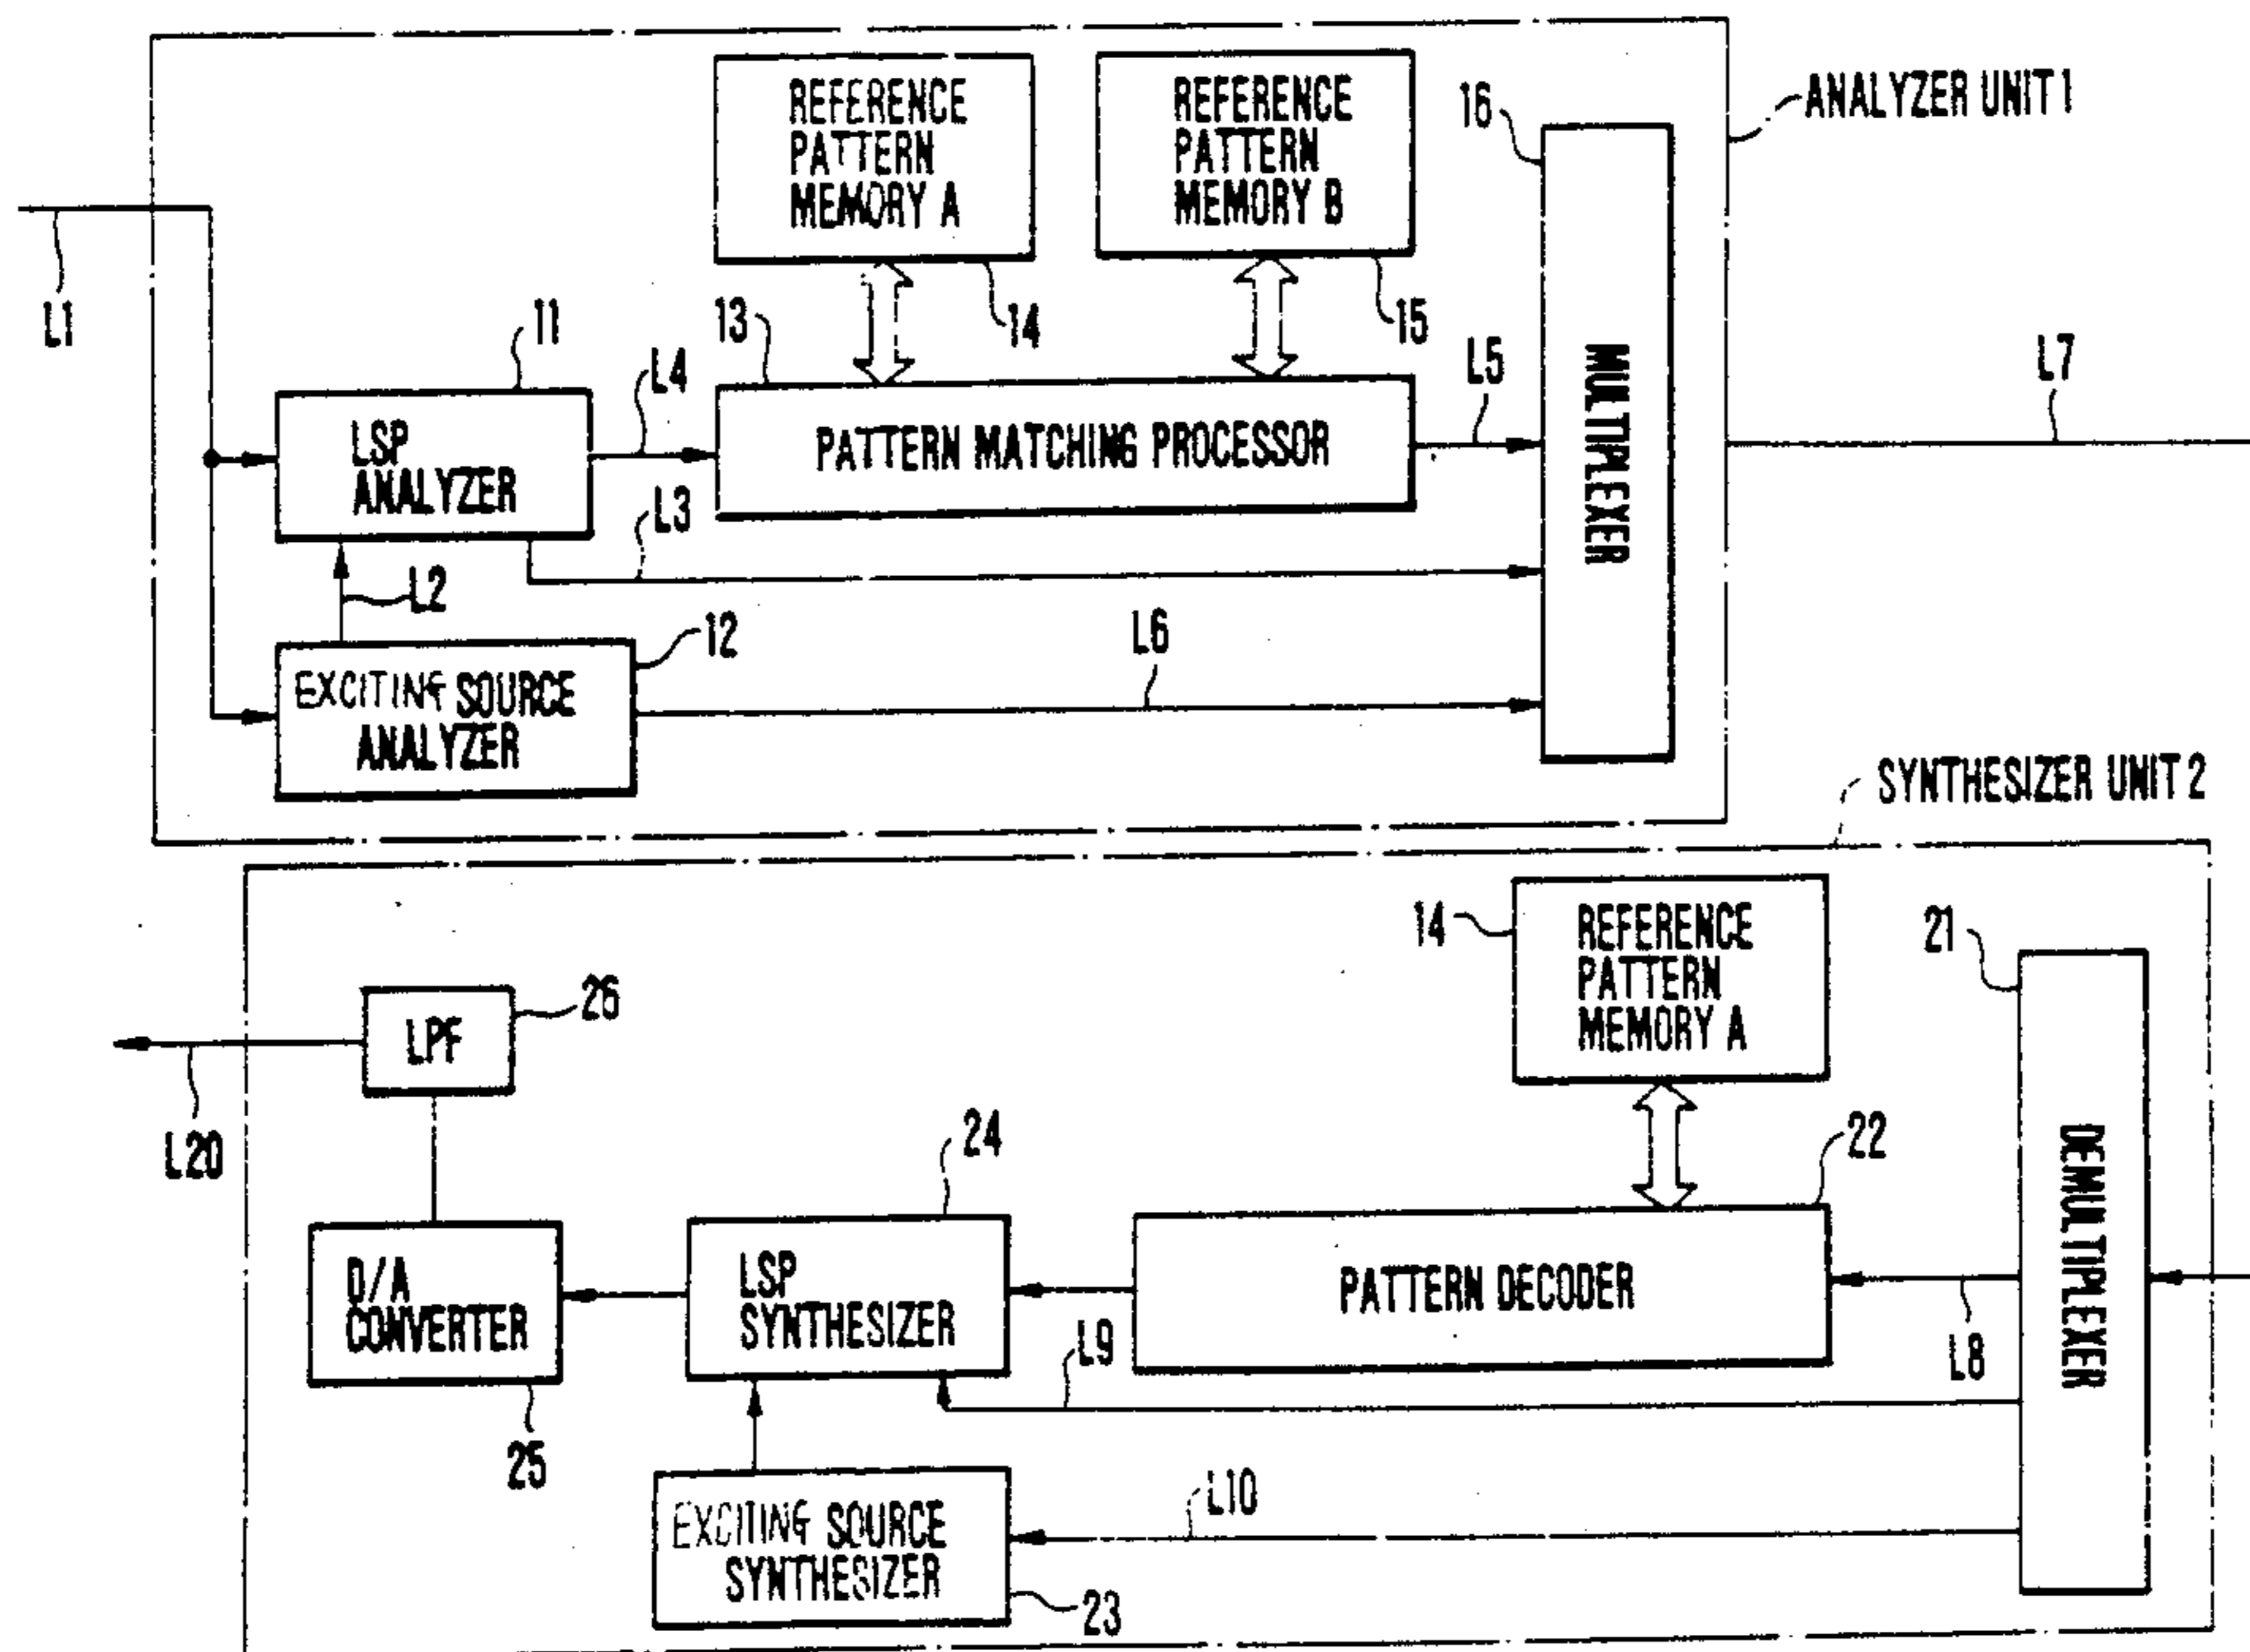 ANALYZER UNIT 1
REFERENCE
PATTERN
MEMORY A
14
REFERENCE
PATTERN
MEMORY B
15
16
MULTIPLEXER
L1
11
LSP
ANALYZER
L4
13
PATTERN MATCHING PROCESSOR
L5
L7
L3
L2
12
EXCITING SOURCE
ANALYZER
L6
SYNTHESIZER UNIT 2
14
REFERENCE
PATTERN
MEMORY A
21
DEMULTIPLEXER
26
LPF
L20
24
LSP
SYNTHESIZER
22
PATTERN DECODER
L8
D/A
CONVERTER
25
L9
L10
EXCITING SOURCE
SYNTHESIZER
23